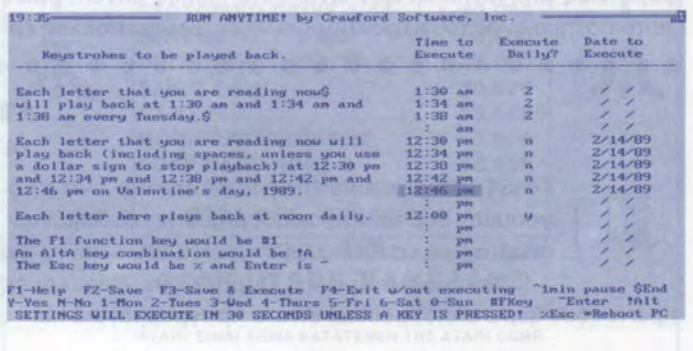 19:35 RUN ANYTIME! by Crawford Software, Inc.
Time to Execute Date to
Keystrokes to be played back. Execute Daily? Execute
Each letter that you are reading now$ 1:30 am 2 / /
will play back at 1:30 am and 1:34 am and 1:34 am 2 / /
1:38 am every Tuesday.$ 1:38 am 2 / /
: am / /
Each letter that you are reading now will 12:30 pm n 2/14/89
play back (including spaces, unless you use 12:34 pm n 2/14/89
a dollar sign to stop playback) at 12:30 pm 12:38 pm n 2/14/89
and 12:34 pm and 12:38 pm and 12:42 pm and 12:42 pm n 2/14/89
12:46 pm on Valentine's day, 1989. 12:46 pm n 2/14/89
: pm / /
Each letter here plays back at noon daily. 12:00 pm y / /
: pm / /
The F1 function key would be #1 : pm / /
An AltA key combination would be !A : pm / /
The Esc key would be % and Enter is ~ : pm / /
F1-Help F2-Save F3-Save & Execute F4-Exit w/out executing ^1min pause $End
Y-Yes N-No 1-Mon 2-Tues 3-Wed 4-Thurs 5-Fri 6-Sat 0-Sun #FKey ~Enter !Alt
SETTINGS WILL EXECUTE IN 30 SECONDS UNLESS A KEY IS PRESSED! %Esc =Reboot PC